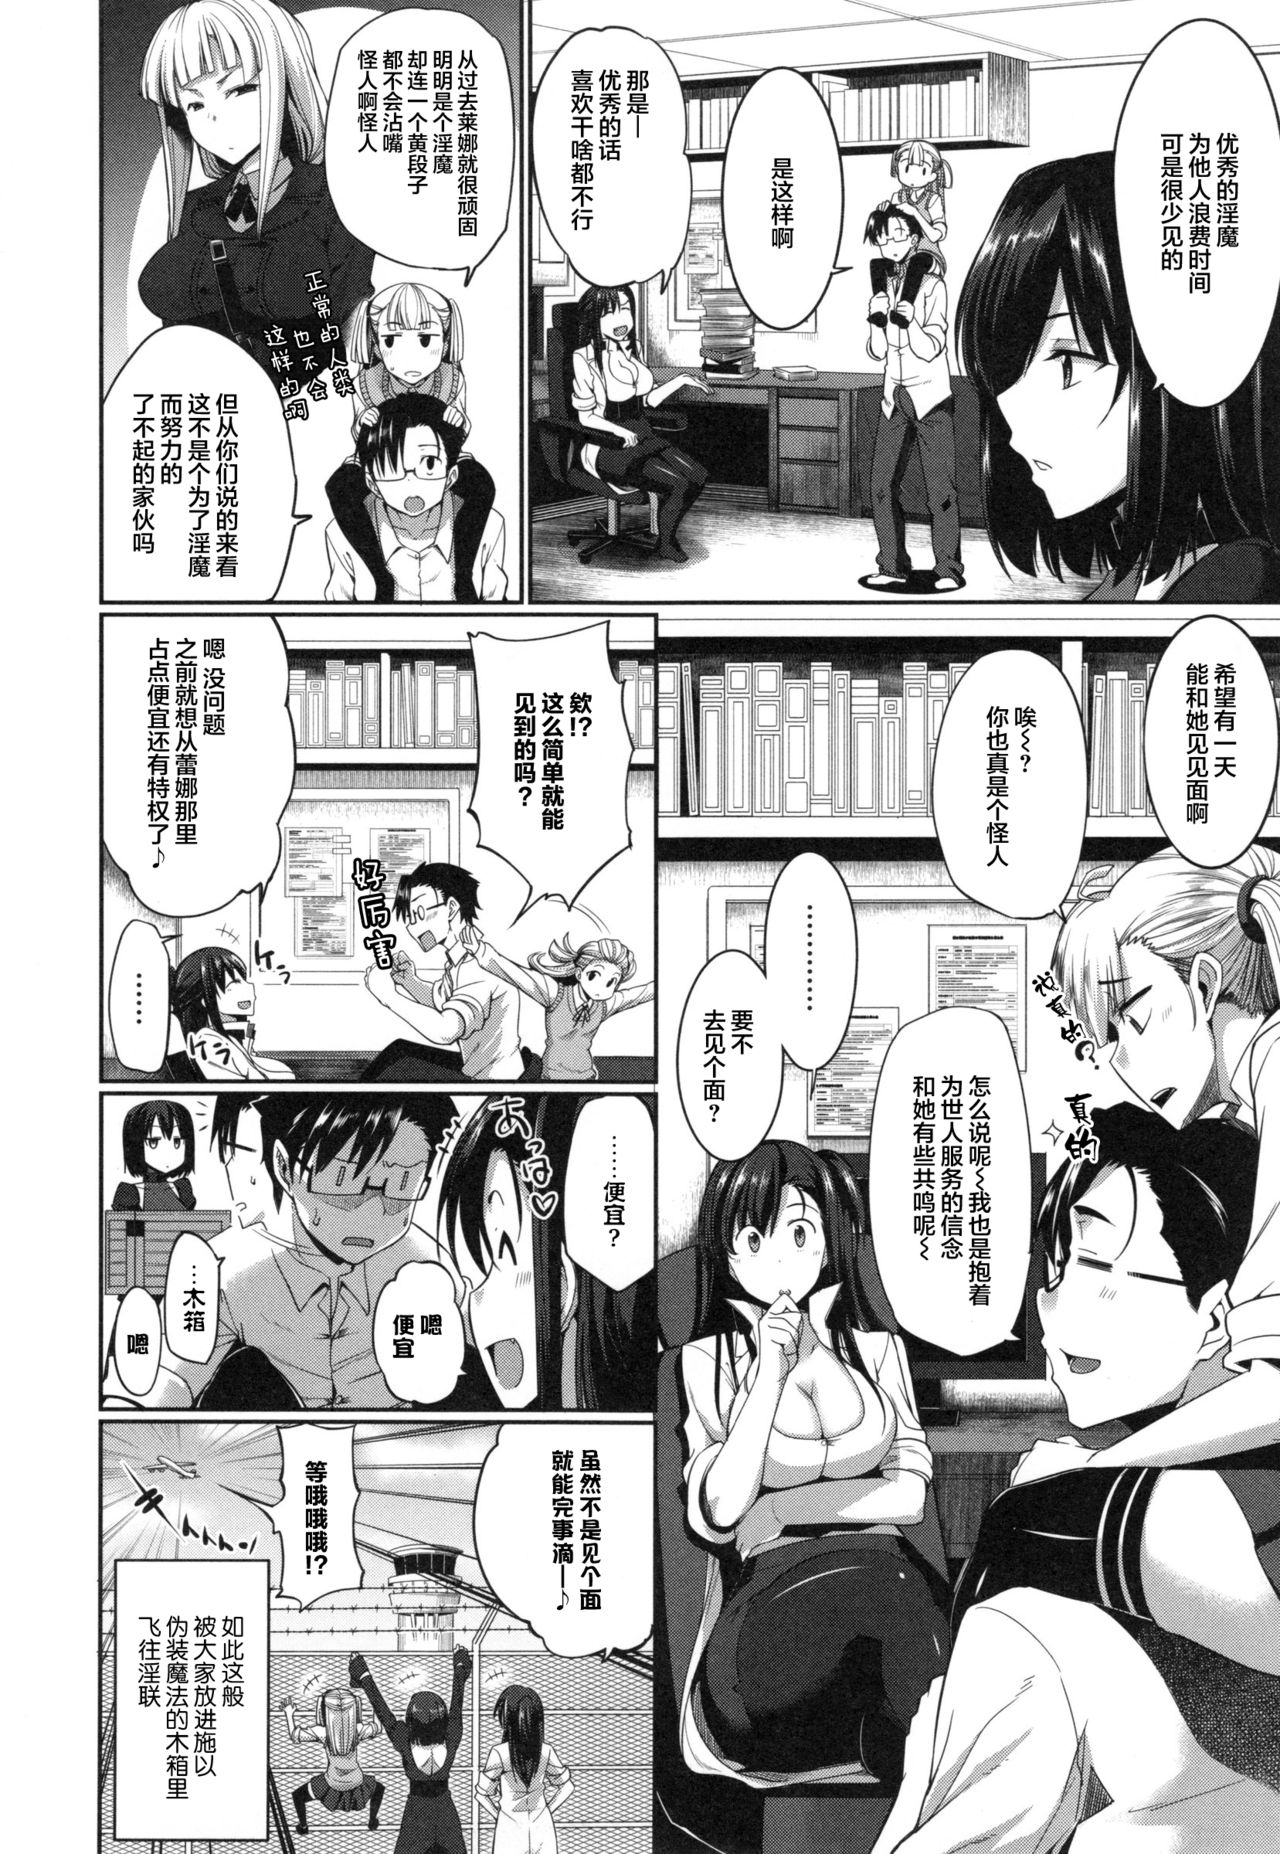 优秀的淫魔
为他人浪费时间
可是很少见的
是这样啊
那是—
优秀的话
喜欢干啥都不行
从过去莱娜就很顽固
明明是个淫魔
却连一个黄段子
都不会沾嘴
怪人啊怪人
正常的人类
也不会
这样的啊
但从你们说的来看
这不是个为了淫魔
而努力的
了不起的家伙吗
希望有一天
能和她见见面啊
唉～?
你也真是个怪人
说真的?
真的
怎么说呢～我也是抱着
为世人服务的信念
和她有些共鸣呢～
………
要不
去见个面?
欸!?
这么简单就能
见到的吗?
好厉害
嗯 没问题
之前就想从蕾娜那里
占点便宜还有特权了♪
ケラ
ケラ
……
……便宜?
あっは♡
嗯
便宜
…木箱
嗯
虽然不是见个面
就能完事滴—♪
等哦哦哦!?
如此这般
被大家放进施以
伪装魔法的木箱里
飞往淫联